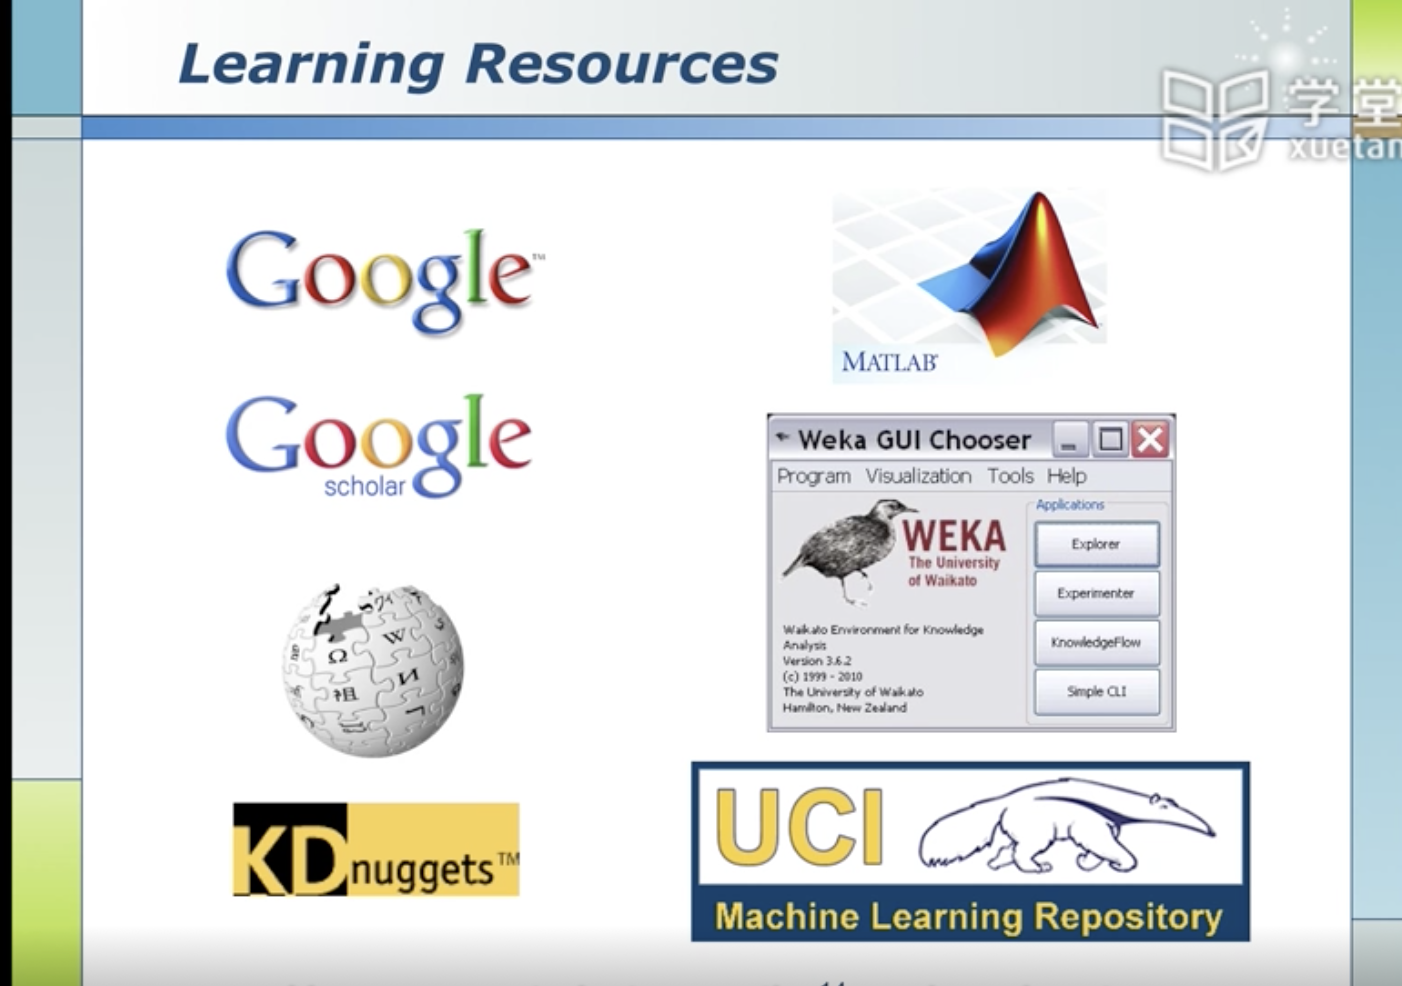 Learning Resources
学堂
xuetan
Google™
Google
scholar
KDnuggets™
MATLAB®
Weka GUI Chooser
Program Visualization Tools Help
WEKA
The University
of Waikato
Waikato Environment for Knowledge
Analysis
Version 3.6.2
(c) 1999 - 2010
The University of Waikato
Hamilton, New Zealand
Applications
Explorer
Experimenter
KnowledgeFlow
Simple CLI
UCI
Machine Learning Repository